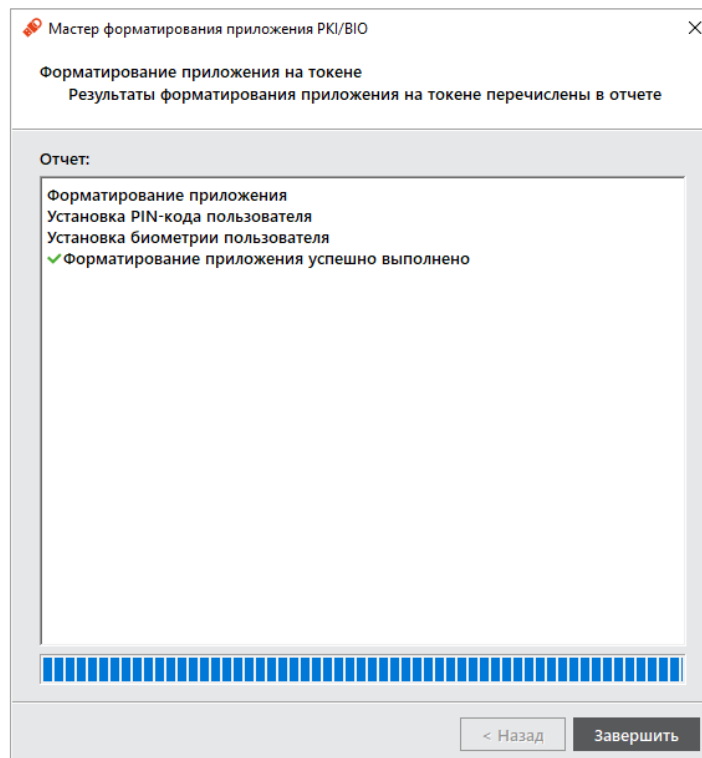 Мастер форматирования приложения PKI/BIO
Форматирование приложения на токене
Результаты форматирования приложения на токене перечислены в отчете
Отчет:
Форматирование приложения
Установка PIN-кода пользователя
Установка биометрии пользователя
Форматирование приложения успешно выполнено
< Назад
Завершить